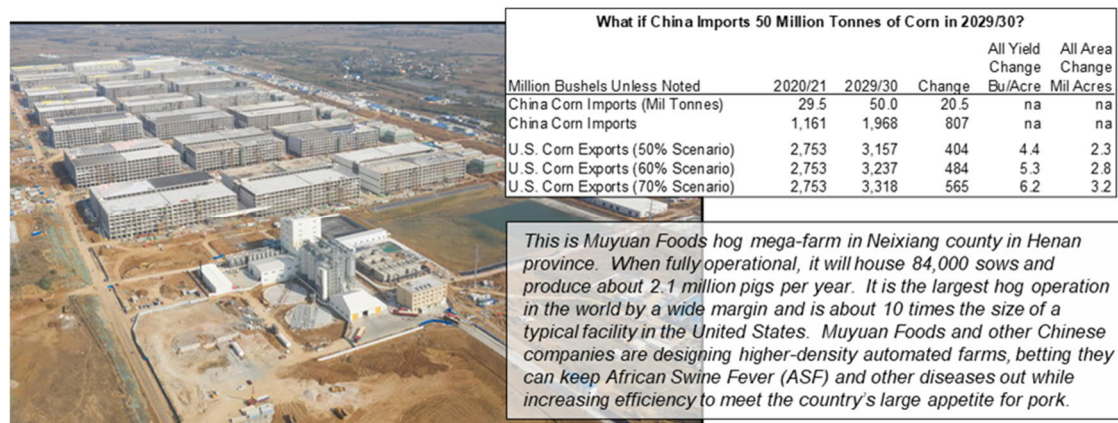 What if China Imports 50 Million Tonnes of Corn in 2029/30?
All Yield All Area
Change Change
Million Bushels Unless Noted 2020/21 2029/30 Change Bu/Acre Mil Acres
China Corn Imports (Mil Tonnes) 29.5 50.0 20.5 na na
China Corn Imports 1,161 1,968 807 na na
U.S. Corn Exports (50% Scenario) 2,753 3,157 404 4.4 2.3
U.S. Corn Exports (60% Scenario) 2,753 3,237 484 5.3 2.8
U.S. Corn Exports (70% Scenario) 2,753 3,318 565 6.2 3.2
This is Muyuan Foods hog mega-farm in Neixiang county in Henan
province. When fully operational, it will house 84,000 sows and
produce about 2.1 million pigs per year. It is the largest hog operation
in the world by a wide margin and is about 10 times the size of a
typical facility in the United States. Muyuan Foods and other Chinese
companies are designing higher-density automated farms, betting they
can keep African Swine Fever (ASF) and other diseases out while
increasing efficiency to meet the country's large appetite for pork.